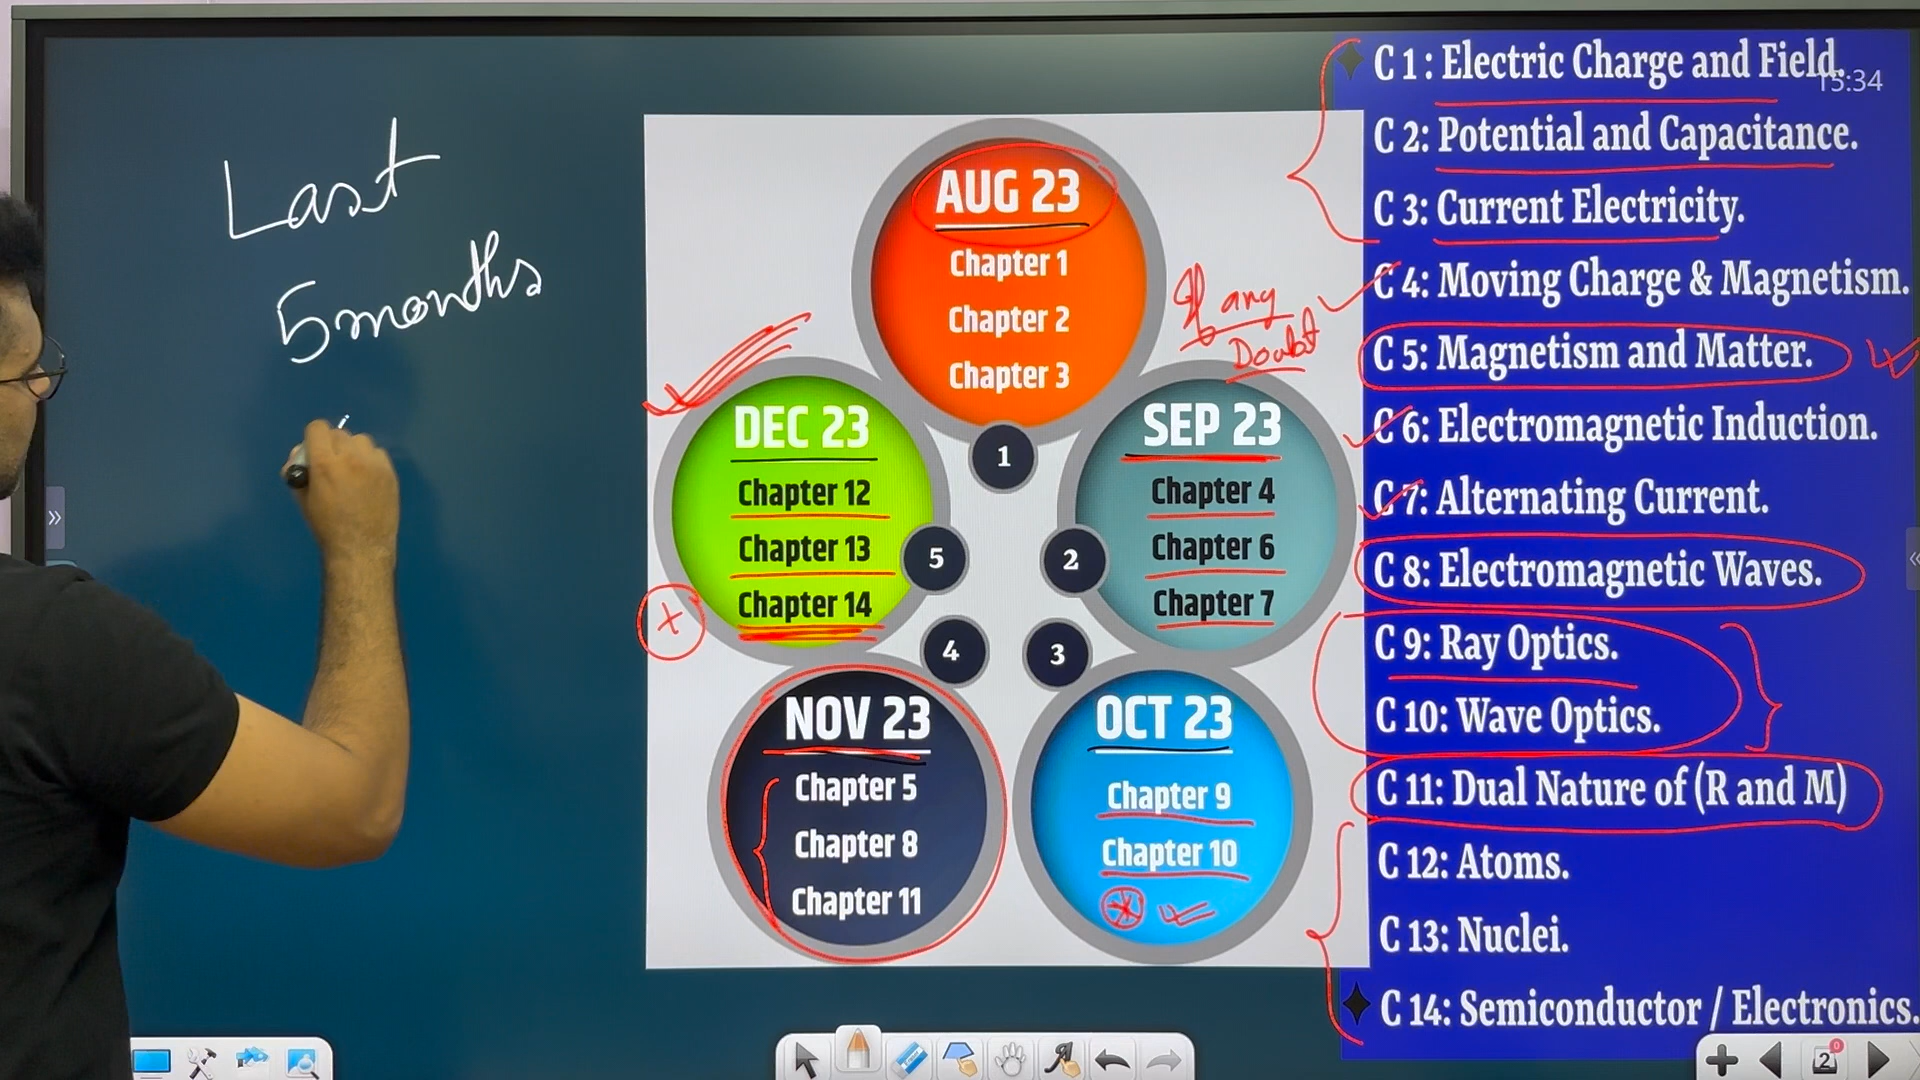 Last
5 months
AUG 23
Chapter 1
Chapter 2
Chapter 3
1
If any
Doubt
DEC 23
Chapter 12
Chapter 13
Chapter 14
5
SEP 23
Chapter 4
Chapter 6
Chapter 7
2
4
NOV 23
Chapter 5
Chapter 8
Chapter 11
3
OCT 23
Chapter 9
Chapter 10
C 1: Electric Charge and Field.
15:34
C 2: Potential and Capacitance.
C 3: Current Electricity.
C 4: Moving Charge & Magnetism.
C 5: Magnetism and Matter.
C 6: Electromagnetic Induction.
C 7: Alternating Current.
C 8: Electromagnetic Waves.
C 9: Ray Optics.
C 10: Wave Optics.
C 11: Dual Nature of (R and M)
C 12: Atoms.
C 13: Nuclei.
C 14: Semiconductor / Electronics.
2
0